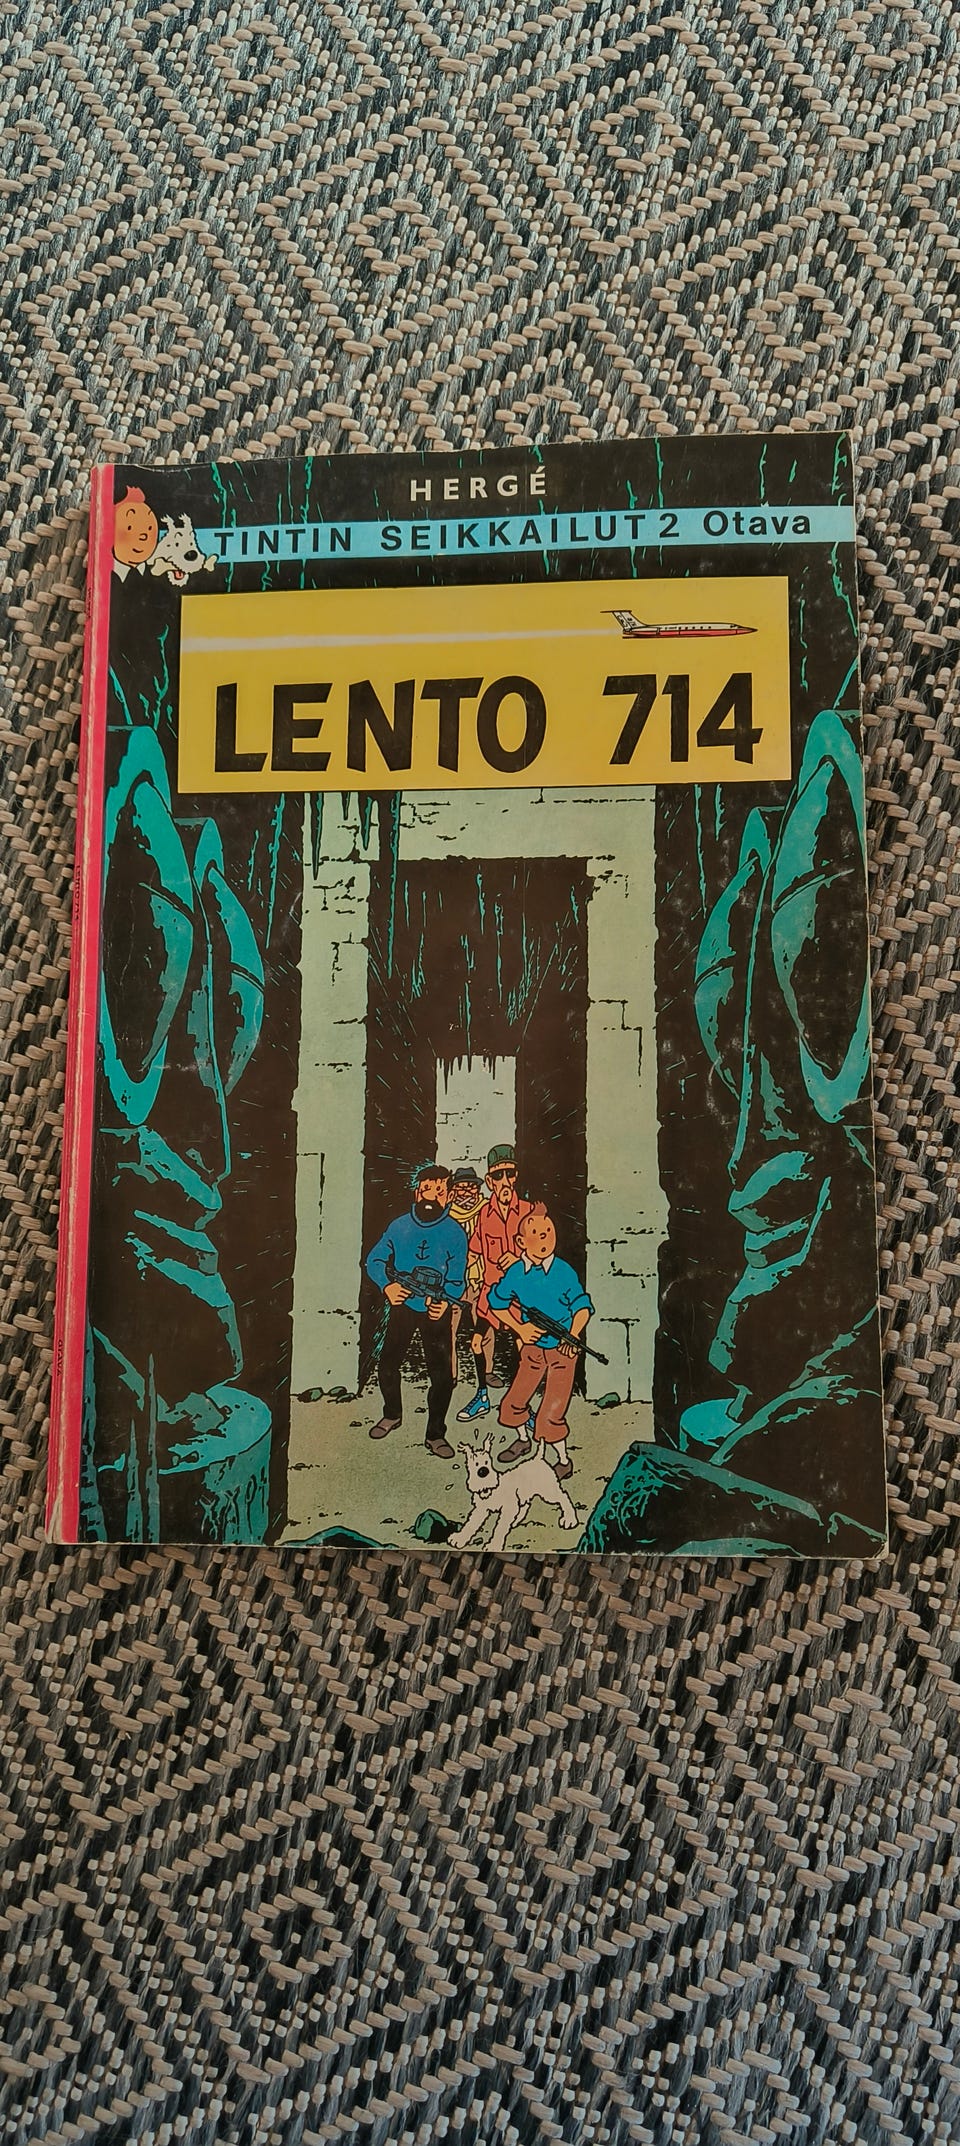 HERGÉ
TINTIN SEIKKAILUT 2 Otava
LENTO 714